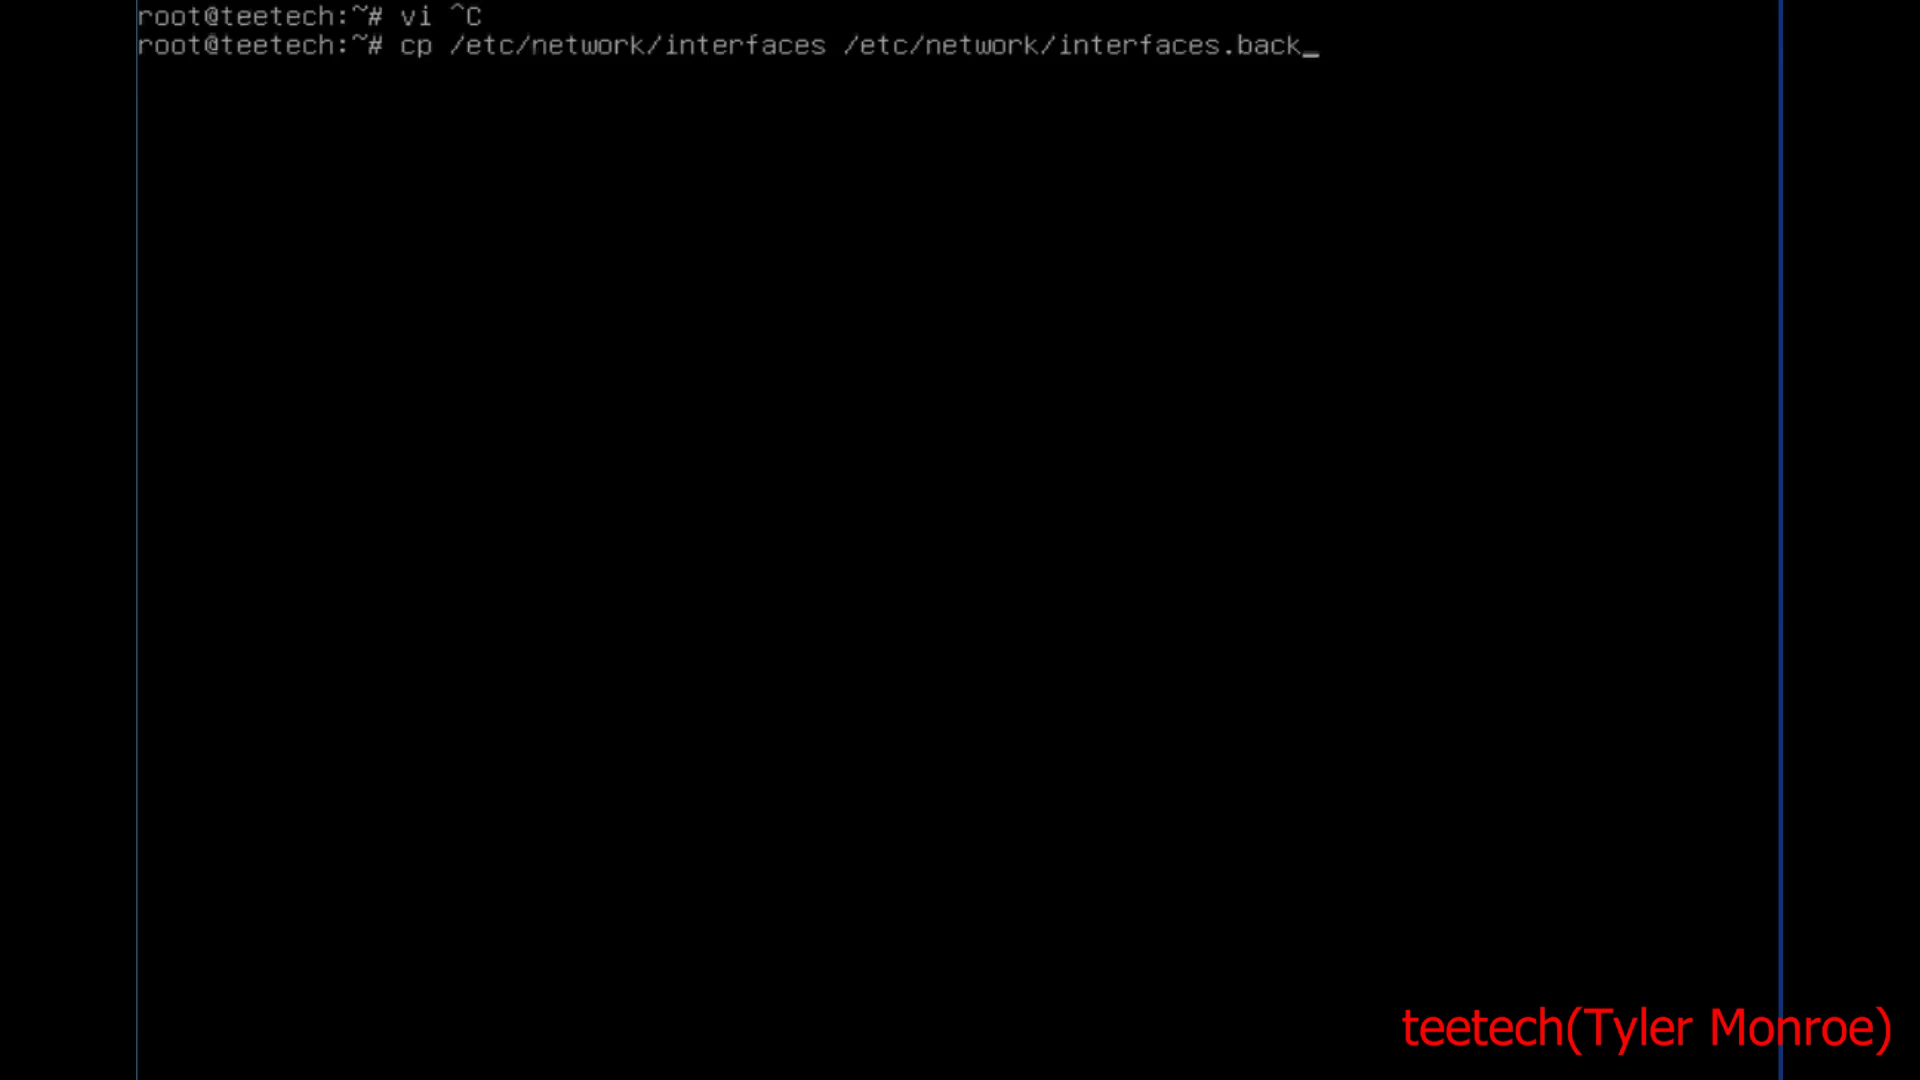 root@teetech:~# vi ^C
root@teetech:~# cp /etc/network/interfaces /etc/network/interfaces.back_
teetech(Tyler Monroe)